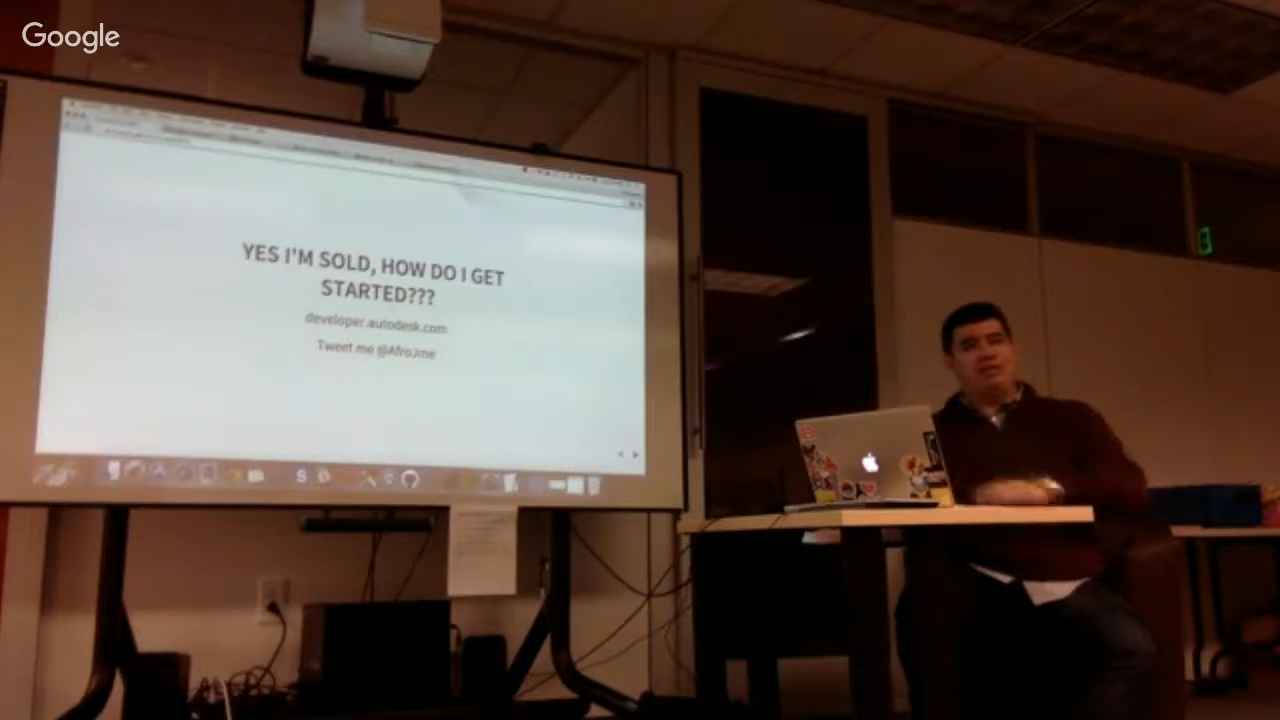 Google
YES I'M SOLD, HOW DO I GET
STARTED???
developer.autodesk.com
Tweet me @AfroJme